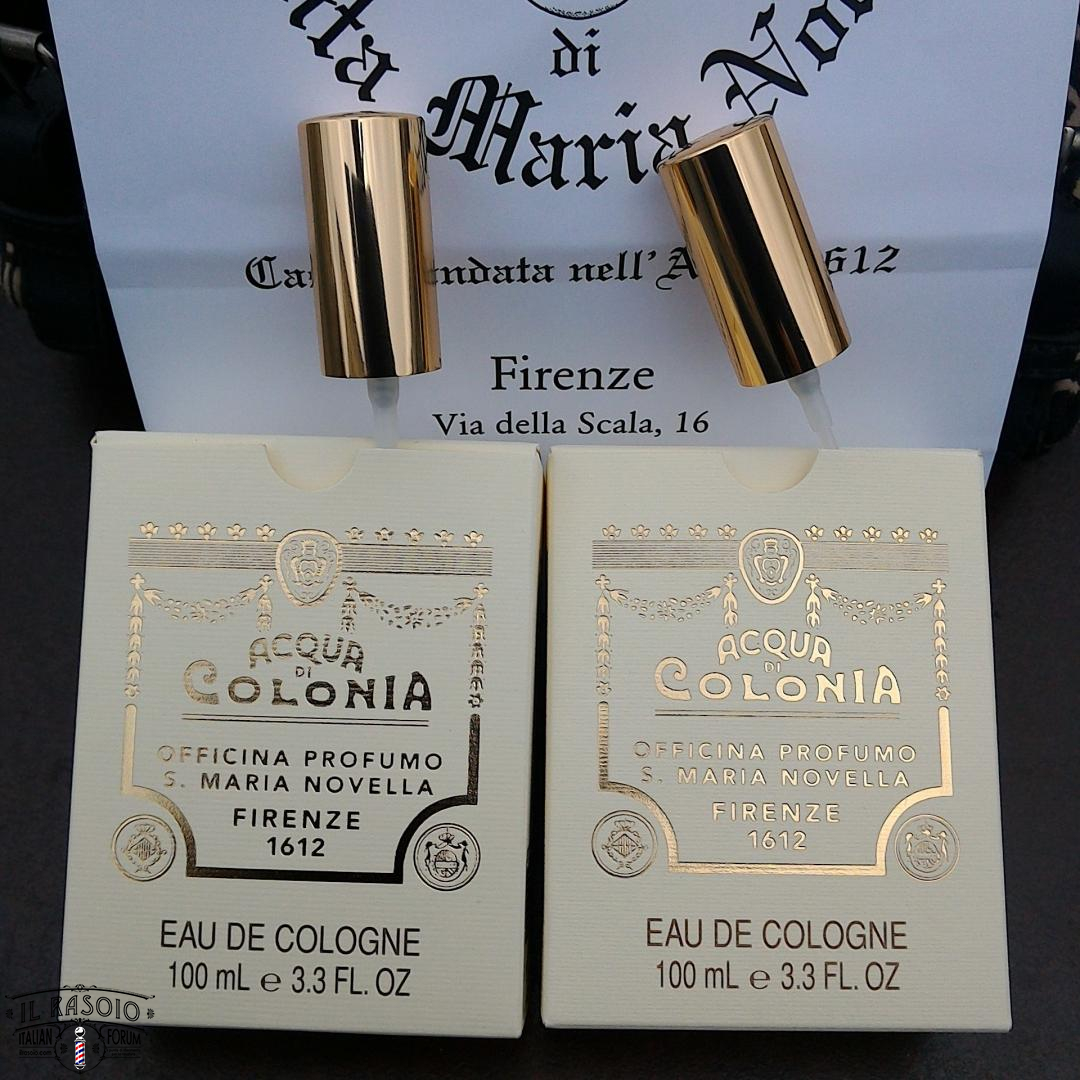 di
Maria
nell'A
612
Firenze
Via della Scala, 16
ACQUA
DI
COLONIA
OFFICINA PROFUMO
S. MARIA NOVELLA
FIRENZE
1612
EAU DE COLOGNE
100 mL e 3.3 FL. OZ
ACQUA
DI
COLONIA
OFFICINA PROFUMO
S. MARIA NOVELLA
FIRENZE
1612
EAU DE COLOGNE
100 mL e 3.3 FL. OZ
IL RASOIO
ITALIAN FORUM